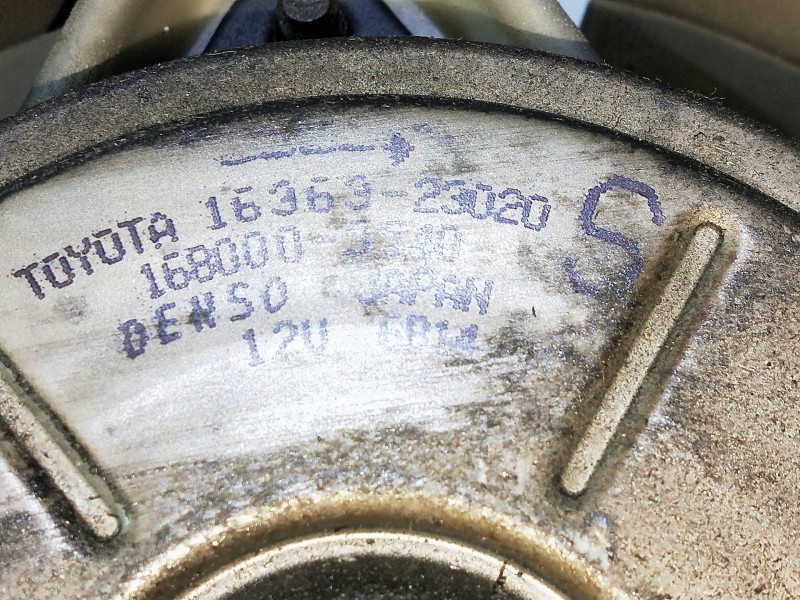 TOYOTA 16363-23020
S
DENSO JAPAN
12V